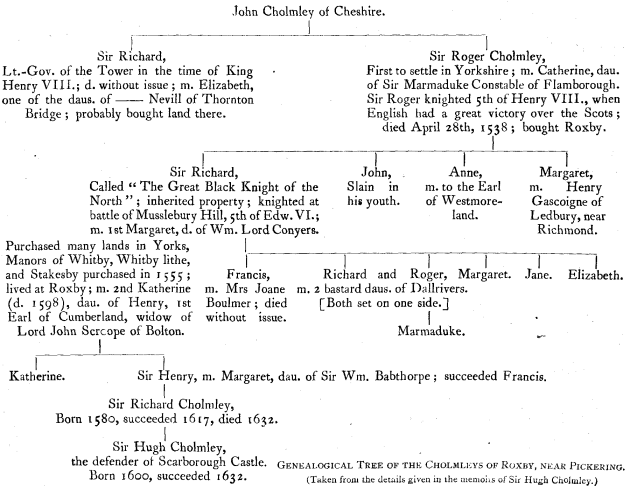 John Cholmley of Cheshire.
Sir Richard,
Lt.-Gov. of the Tower in the time of King
Henry VIII.; d. without issue; m. Elizabeth,
one of the daus. of —— Nevill of Thornton
Bridge; probably bought land there.
Sir Roger Cholmley,
First to settle in Yorkshire; m. Catherine, dau.
of Sir Marmaduke Constable of Flamborough.
Sir Roger knighted 5th of Henry VIII., when
English had a great victory over the Scots;
died April 28th, 1538; bought Roxby.
Sir Richard,
Called "The Great Black Knight of the
North"; inherited property; knighted at
battle of Musslebury Hill, 5th of Edw. VI.;
m. 1st Margaret, d. of Wm. Lord Conyers.
Purchased many lands in Yorks,
Manors of Whitby, Whitby lithe,
and Stakesby purchased in 1555;
lived at Roxby; m. 2nd Katherine
(d. 1598), dau. of Henry, 1st
Earl of Cumberland, widow of
Lord John Scrcope of Bolton.
John,
Slain in
his youth.
Anne,
m. to the Earl
of Westmore-
land.
Margaret,
m. Henry
Gascoigne of
Ledbury, near
Richmond.
Francis,
m. Mrs Joane
Boulmer; died
without issue.
Richard and Roger,
m. 2 bastard daus. of Dallrivers.
[Both set on one side.]
Marmaduke.
Margaret.
Jane.
Elizabeth.
Katherine.
Sir Henry, m. Margaret, dau. of Sir Wm. Babthorpe; succeeded Francis.
Sir Richard Cholmley,
Born 1580, succeeded 1617, died 1632.
Sir Hugh Cholmley,
the defender of Scarborough Castle.
Born 1600, succeeded 1632.
GENEALOGICAL TREE OF THE CHOLMLEYS OF ROXBY, NEAR PICKERING.
(Taken from the details given in the memoirs of Sir Hugh Cholmley.)